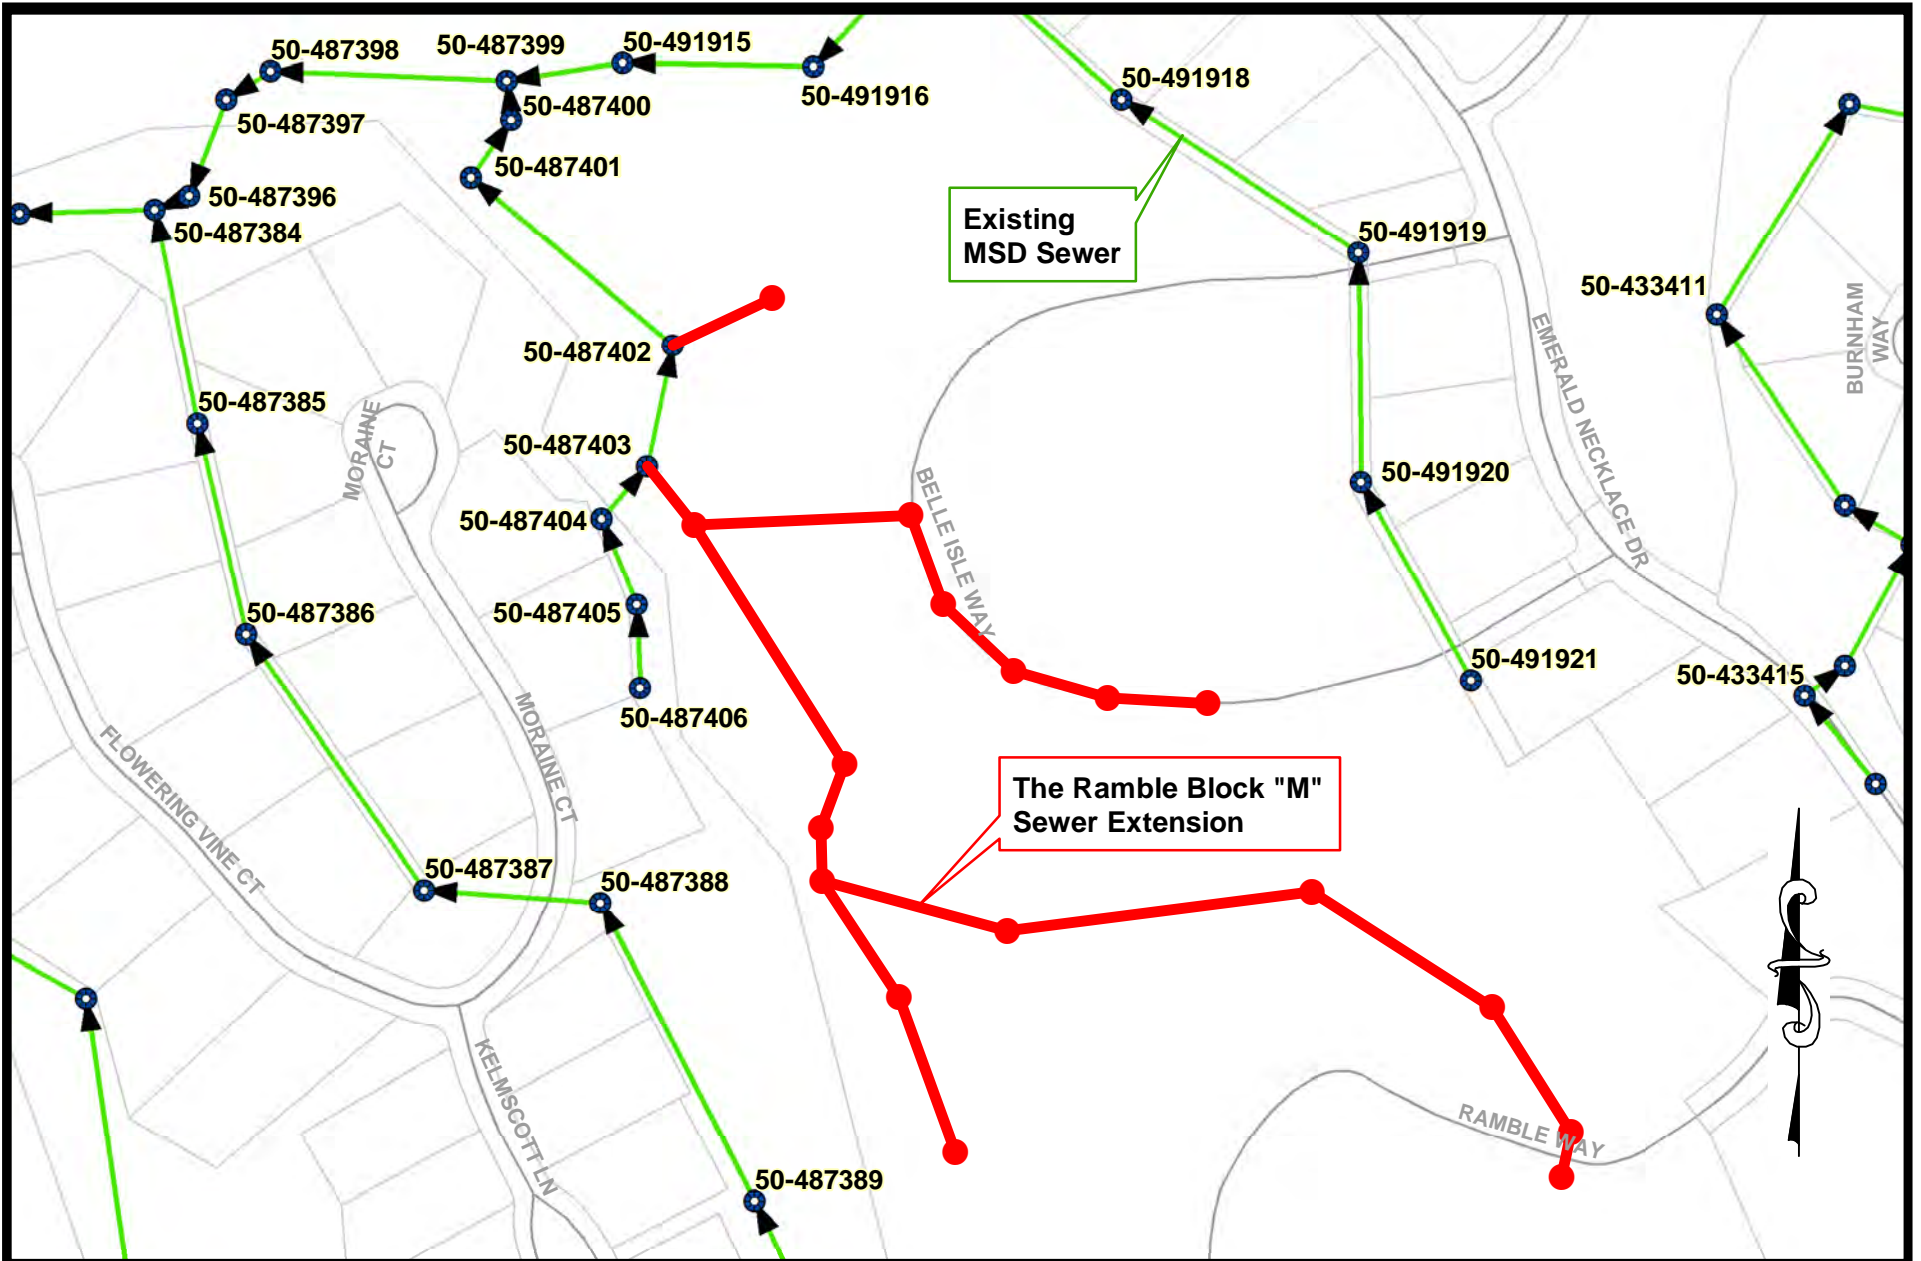 50-487398
50-487399
50-491915
50-491916
50-491918
50-487397
50-487400
50-487401
50-487396
50-487384
Existing
MSD Sewer
50-491919
50-433411
BURNHAM
WAY
EMERALD NECKLACE DR
50-487402
50-487385
MORAINE
CT
50-487403
50-491920
BELLE ISLE WAY
50-487404
50-487405
50-487386
50-491921
50-433415
50-487406
MORAINE CT
FLOWERING VINE CT
The Ramble Block "M"
Sewer Extension
50-487387
50-487388
KELMSCOTT LN
RAMBLE WAY
50-487389